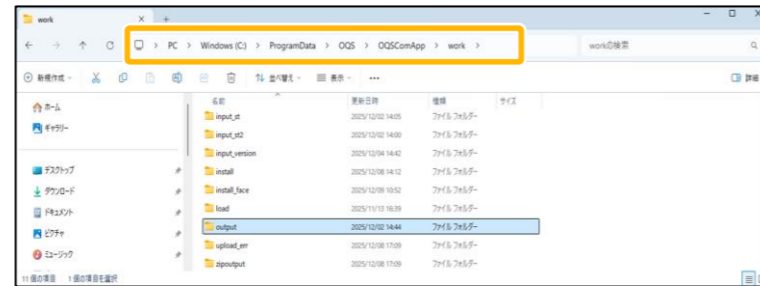 work
PC > Windows (C:) > ProgramData > OQS > OQSComApp > work >
workの検索
新規作成
並べ替え
表示
詳細
ホーム
ギャラリー
デスクトップ
ダウンロード
ドキュメント
ピクチャ
ミュージック
名前 更新日時 種類 サイズ
input_st 2025/12/02 14:05 ファイル フォルダー
input_st2 2025/12/02 14:00 ファイル フォルダー
input_version 2025/12/04 14:42 ファイル フォルダー
install 2025/12/08 14:12 ファイル フォルダー
install_face 2025/12/09 10:52 ファイル フォルダー
load 2025/11/13 16:39 ファイル フォルダー
output 2025/12/02 14:44 ファイル フォルダー
upload_err 2025/12/08 17:09 ファイル フォルダー
zipoutput 2025/12/08 17:09 ファイル フォルダー
11 個の項目 1 個の項目を選択